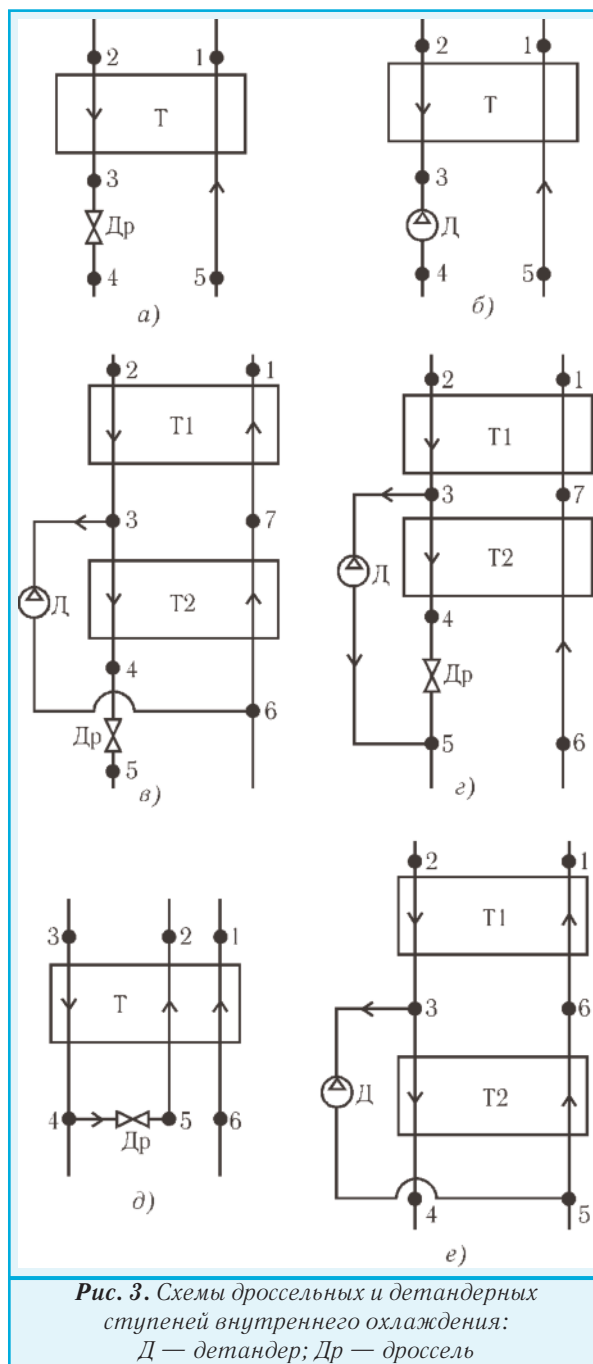 2 1
T
3
Др
4 5
а)
2 1
T
3
Д
4 5
б)
2 1
T1
3 7
Д T2
4
Др 6
5
в)
2 1
T1
3 7
Д T2
4
Др
5 6
г)
3 2 1
T
4 5 6
Др
д)
2 1
T1
3 6
Д T2
4 5
е)
Рис. 3. Схемы дроссельных и детандерных
ступеней внутреннего охлаждения:
Д — детандер; Др — дроссель